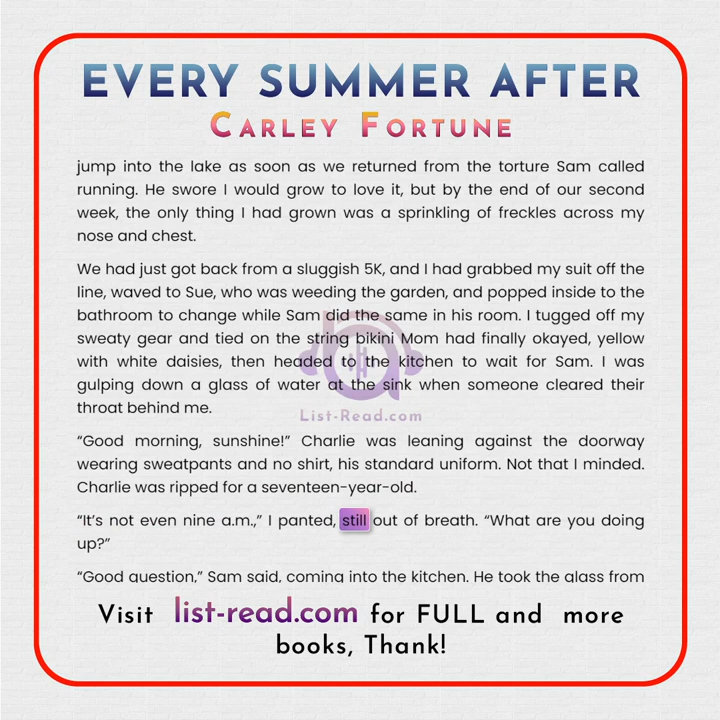 EVERY SUMMER AFTER
CARLEY FORTUNE
jump into the lake as soon as we returned from the torture Sam called
running. He swore I would grow to love it, but by the end of our second
week, the only thing I had grown was a sprinkling of freckles across my
nose and chest.
We had just got back from a sluggish 5K, and I had grabbed my suit off the
line, waved to Sue, who was weeding the garden, and popped inside to the
bathroom to change while Sam did the same in his room. I tugged off my
sweaty gear and tied on the string bikini Mom had finally okayed, yellow
with white daisies, then headed to the kitchen to wait for Sam. I was
gulping down a glass of water at the sink when someone cleared their
throat behind me.
List-Read.com
“Good morning, sunshine!” Charlie was leaning against the doorway
wearing sweatpants and no shirt, his standard uniform. Not that I minded.
Charlie was ripped for a seventeen-year-old.
“It’s not even nine a.m.,” I panted, still out of breath. “What are you doing
up?”
“Good question,” Sam said, coming into the kitchen. He took the glass from
Visit list-read.com for FULL and more
books, Thank!